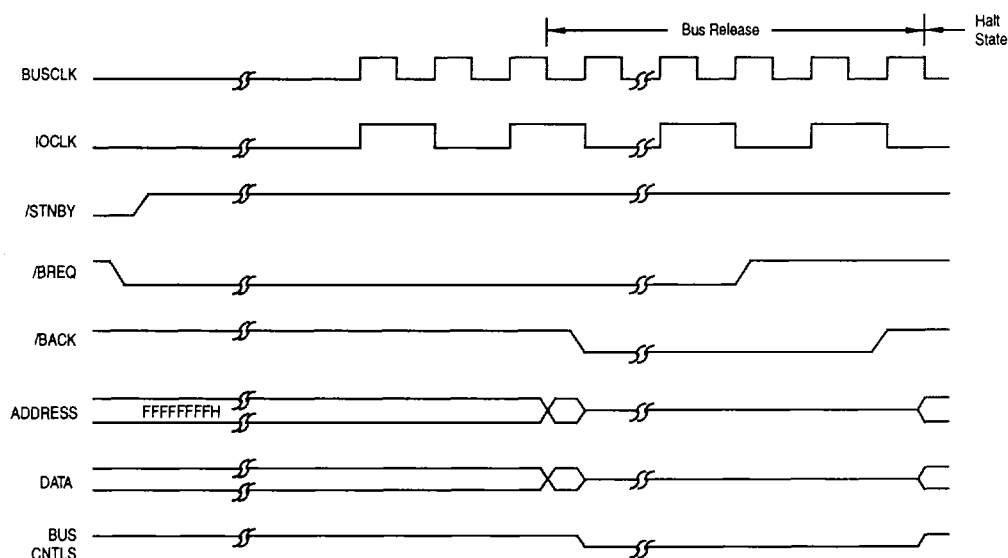 Bus Release
Halt
State
BUSCLK
IOCLK
/STNBY
/BREQ
/BACK
ADDRESS
FFFFFFFFH
DATA
BUS
CNTLS